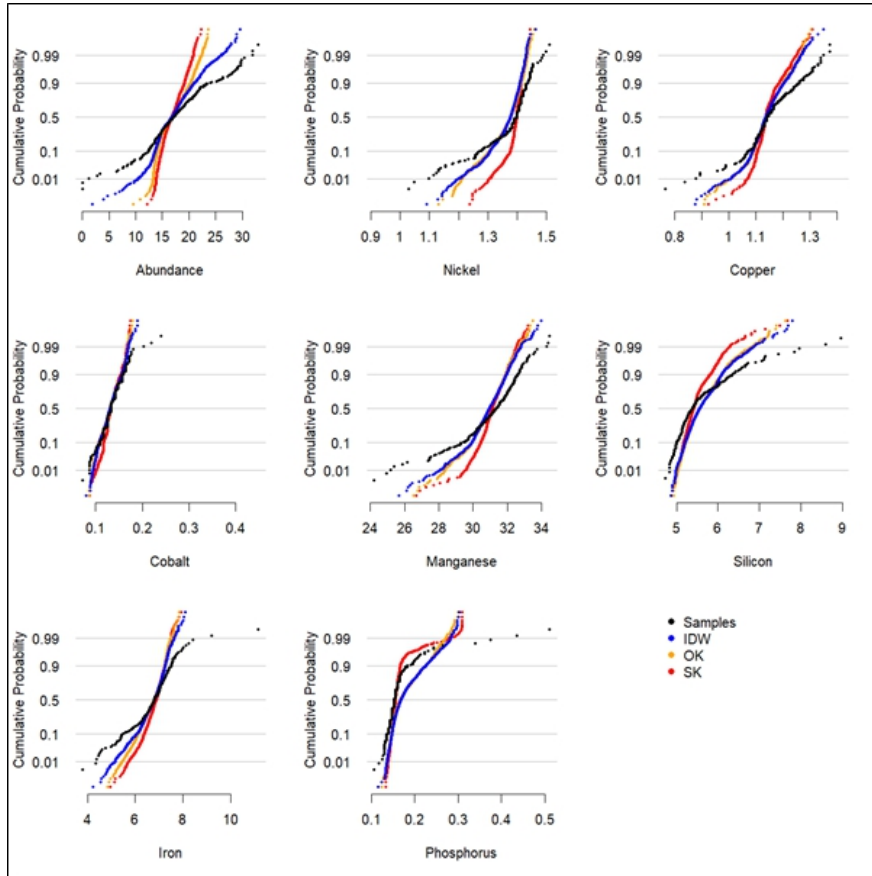 Cumulative Probability
0.99
0.9
0.5
0.1
0.01
0 5 10 15 20 25 30
Abundance
Cumulative Probability
0.99
0.9
0.5
0.1
0.01
0.9 1 1.1 1.3 1.5
Nickel
Cumulative Probability
0.99
0.9
0.5
0.1
0.01
0.8 1 1.1 1.3
Copper
Cumulative Probability
0.99
0.9
0.5
0.1
0.01
0.1 0.2 0.3 0.4
Cobalt
Cumulative Probability
0.99
0.9
0.5
0.1
0.01
24 26 28 30 32 34
Manganese
Cumulative Probability
0.99
0.9
0.5
0.1
0.01
5 6 7 8 9
Silicon
Cumulative Probability
0.99
0.9
0.5
0.1
0.01
4 6 8 10
Iron
Cumulative Probability
0.99
0.9
0.5
0.1
0.01
0.1 0.2 0.3 0.4 0.5
Phosphorus
Samples
IDW
OK
SK